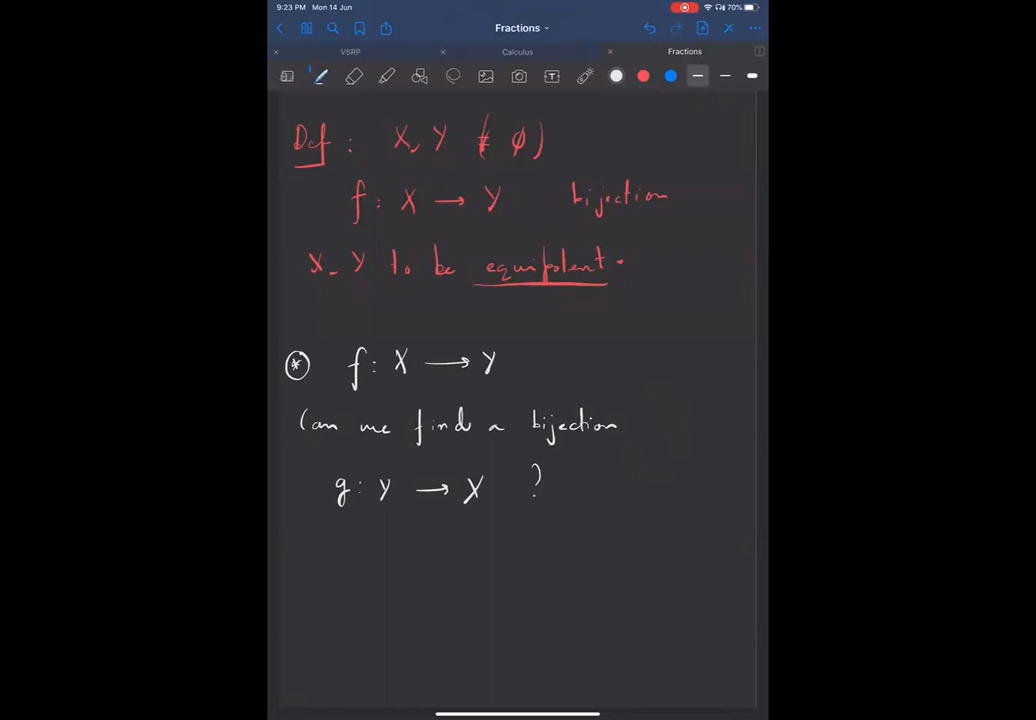 9:23 PM Mon 14 Jun
70%
Fractions
VSRP
Calculus
Fractions
Def : X, Y (≠ ϕ)
f : X → Y bijection
X, Y to be equipotent.
* f : X → Y
Can we find a bijection
g : Y → X ?